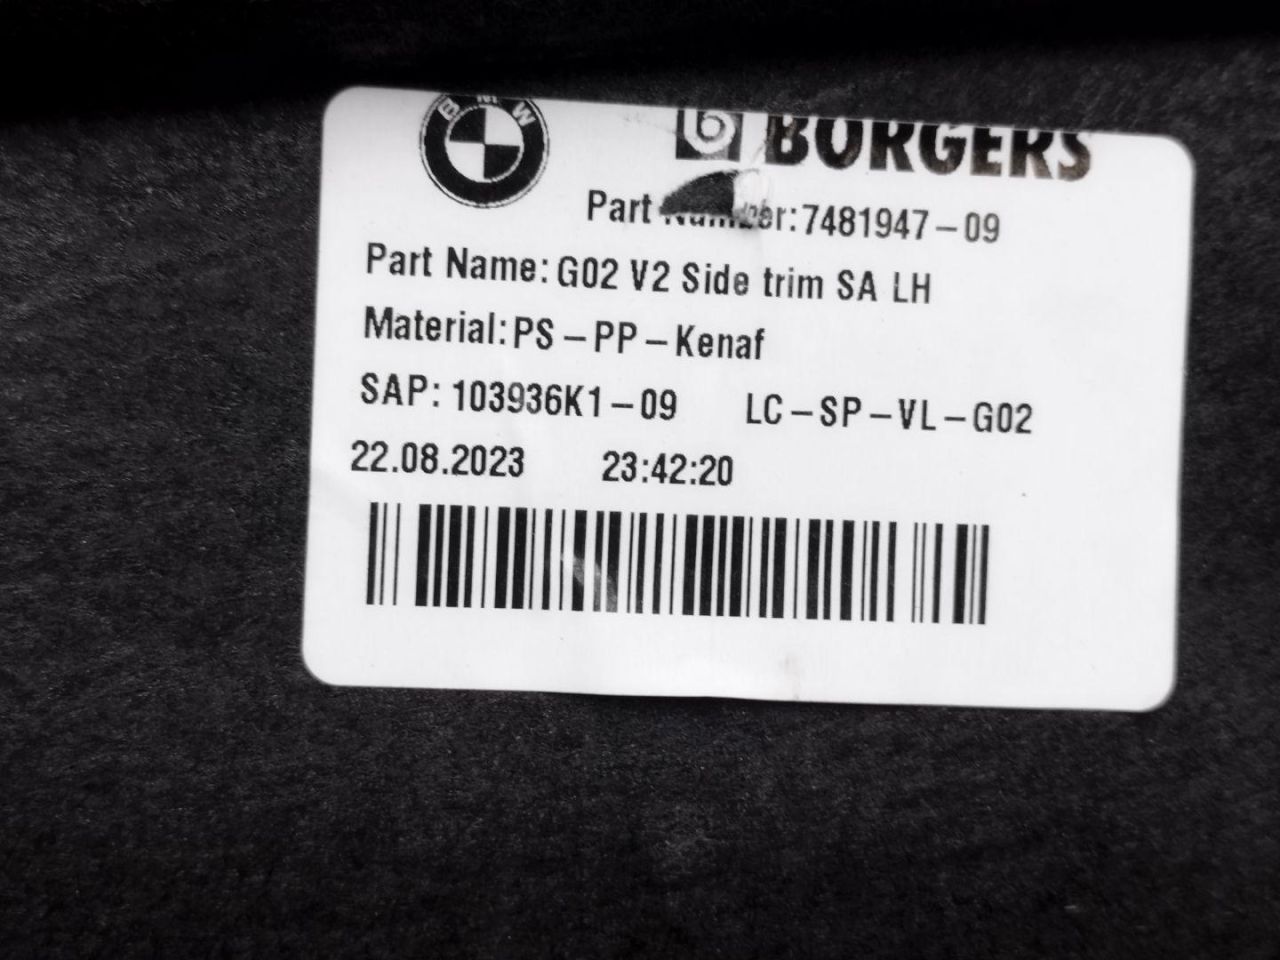 BMW
b BORGERS
Part Number:7481947-09
Part Name: G02 V2 Side trim SA LH
Material: PS-PP-Kenaf
SAP: 103936K1-09 LC-SP-VL-G02
22.08.2023 23:42:20